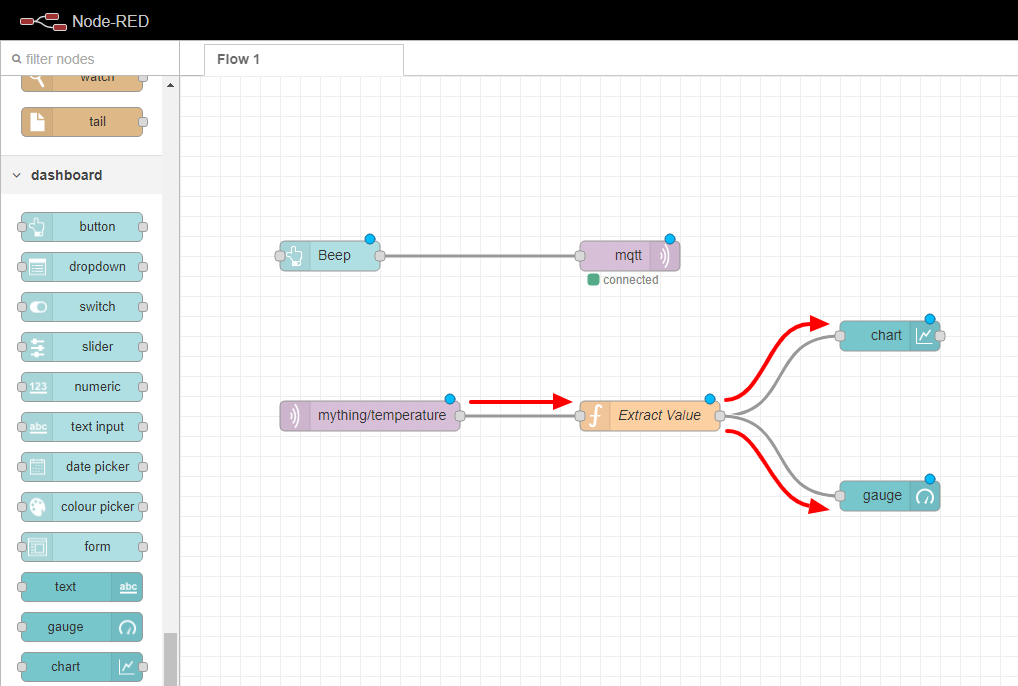 Node-RED
filter nodes
Flow 1
watch
tail
dashboard
button
dropdown
switch
slider
123
numeric
abc
text input
date picker
colour picker
form
text
abc
gauge
chart
Beep
mqtt
connected
chart
mything/temperature
Extract Value
gauge